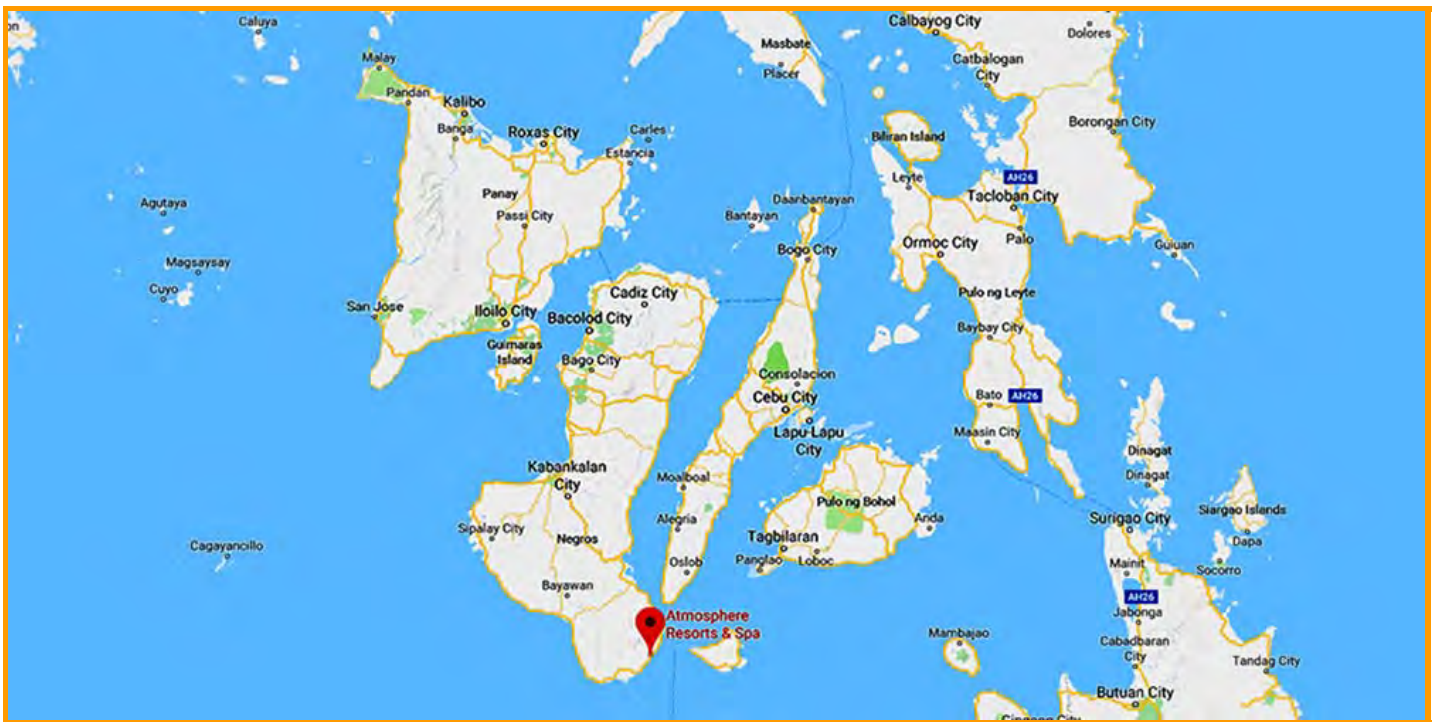 on
Caluya
Malay
Pandan
Kalibo
Banga
Roxas City
Carles
Estancia
Panay
Passi City
Agutaya
Magsaysay
Cuyo
San Jose
Iloilo City
Guimaras
Island
Bacolod City
Cadiz City
Bago City
Kabankalan
City
Sipalay City
Negros
Bayawan
Cagayancillo
Masbate
Placer
Bantayan
Daanbantayan
Bogo City
Consolacion
Cebu City
Lapu-Lapu
City
Moalboal
Alegria
Oslob
Atmosphere
Resorts & Spa
Pulo ng Bohol
Tagbilaran
Panglao
Loboc
Anda
Calbayog City
Dolores
Catbalogan
City
Borongan City
Biliran Island
Leyte
AH26
Tacloban City
Palo
Ormoc City
Guiuan
Pulo ng Leyte
Baybay City
Bato
AH26
Maasin City
Dinagat
Dinagat
Surigao City
Siargao Islands
Dapa
Socorro
Mainit
AH26
Jabonga
Cabadbaran
City
Tandag City
Butuan City
Mambajao